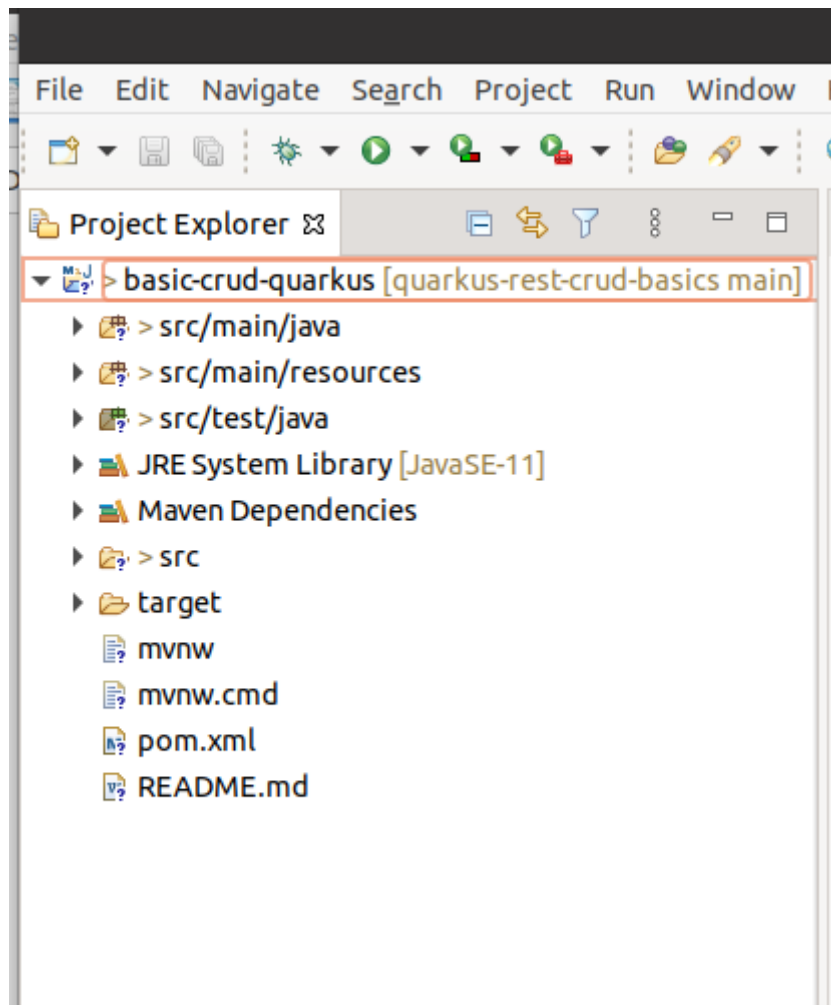 File Edit Navigate Search Project Run Window
Project Explorer
> basic-crud-quarkus [quarkus-rest-crud-basics main]
> src/main/java
> src/main/resources
> src/test/java
JRE System Library [JavaSE-11]
Maven Dependencies
> src
target
mvnw
mvnw.cmd
pom.xml
README.md